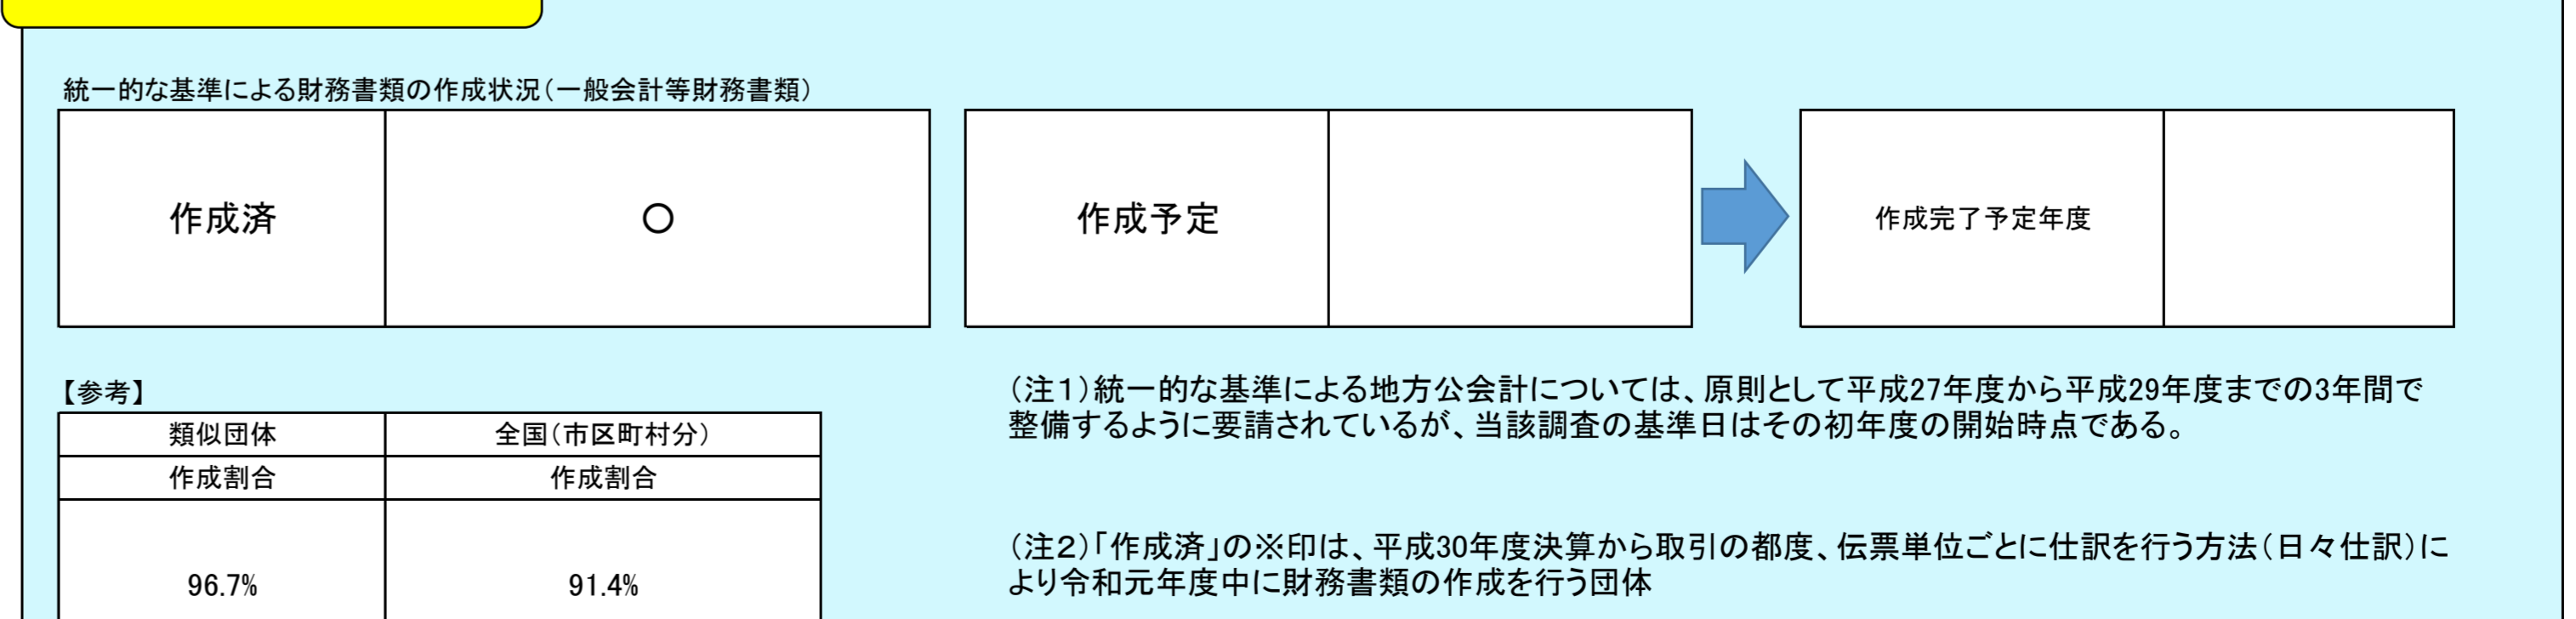 統一的な基準による財務書類の作成状況(一般会計等財務書類)
作成済
〇
作成予定
作成完了予定年度
【参考】
類似団体
全国(市区町村分)
作成割合
作成割合
96.7%
91.4%
(注1)統一的な基準による地方公会計については、原則として平成27年度から平成29年度までの3年間で
整備するように要請されているが、当該調査の基準日はその初年度の開始時点である。
(注2)「作成済」の※印は、平成30年度決算から取引の都度、伝票単位ごとに仕訳を行う方法(日々仕訳)に
より令和元年度中に財務書類の作成を行う団体